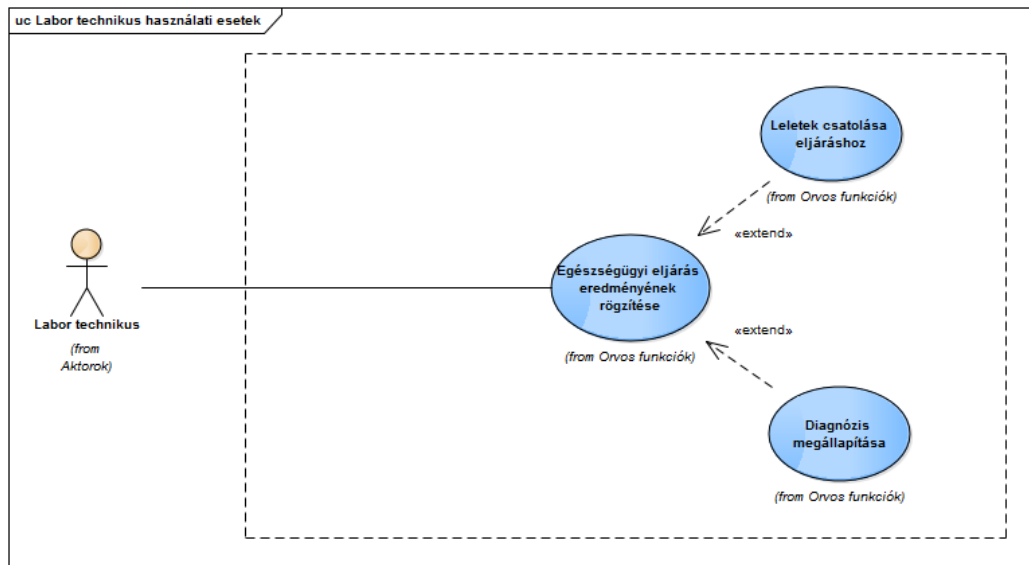 uc Labor technikus használati esetek
Leletek csatolása
eljáráshoz
(from Orvos funkciók)
«extend»
Egészségügyi eljárás
eredményének
rögzítése
(from Orvos funkciók)
Labor technikus
(from
Aktorok)
«extend»
Diagnózis
megállapítása
(from Orvos funkciók)